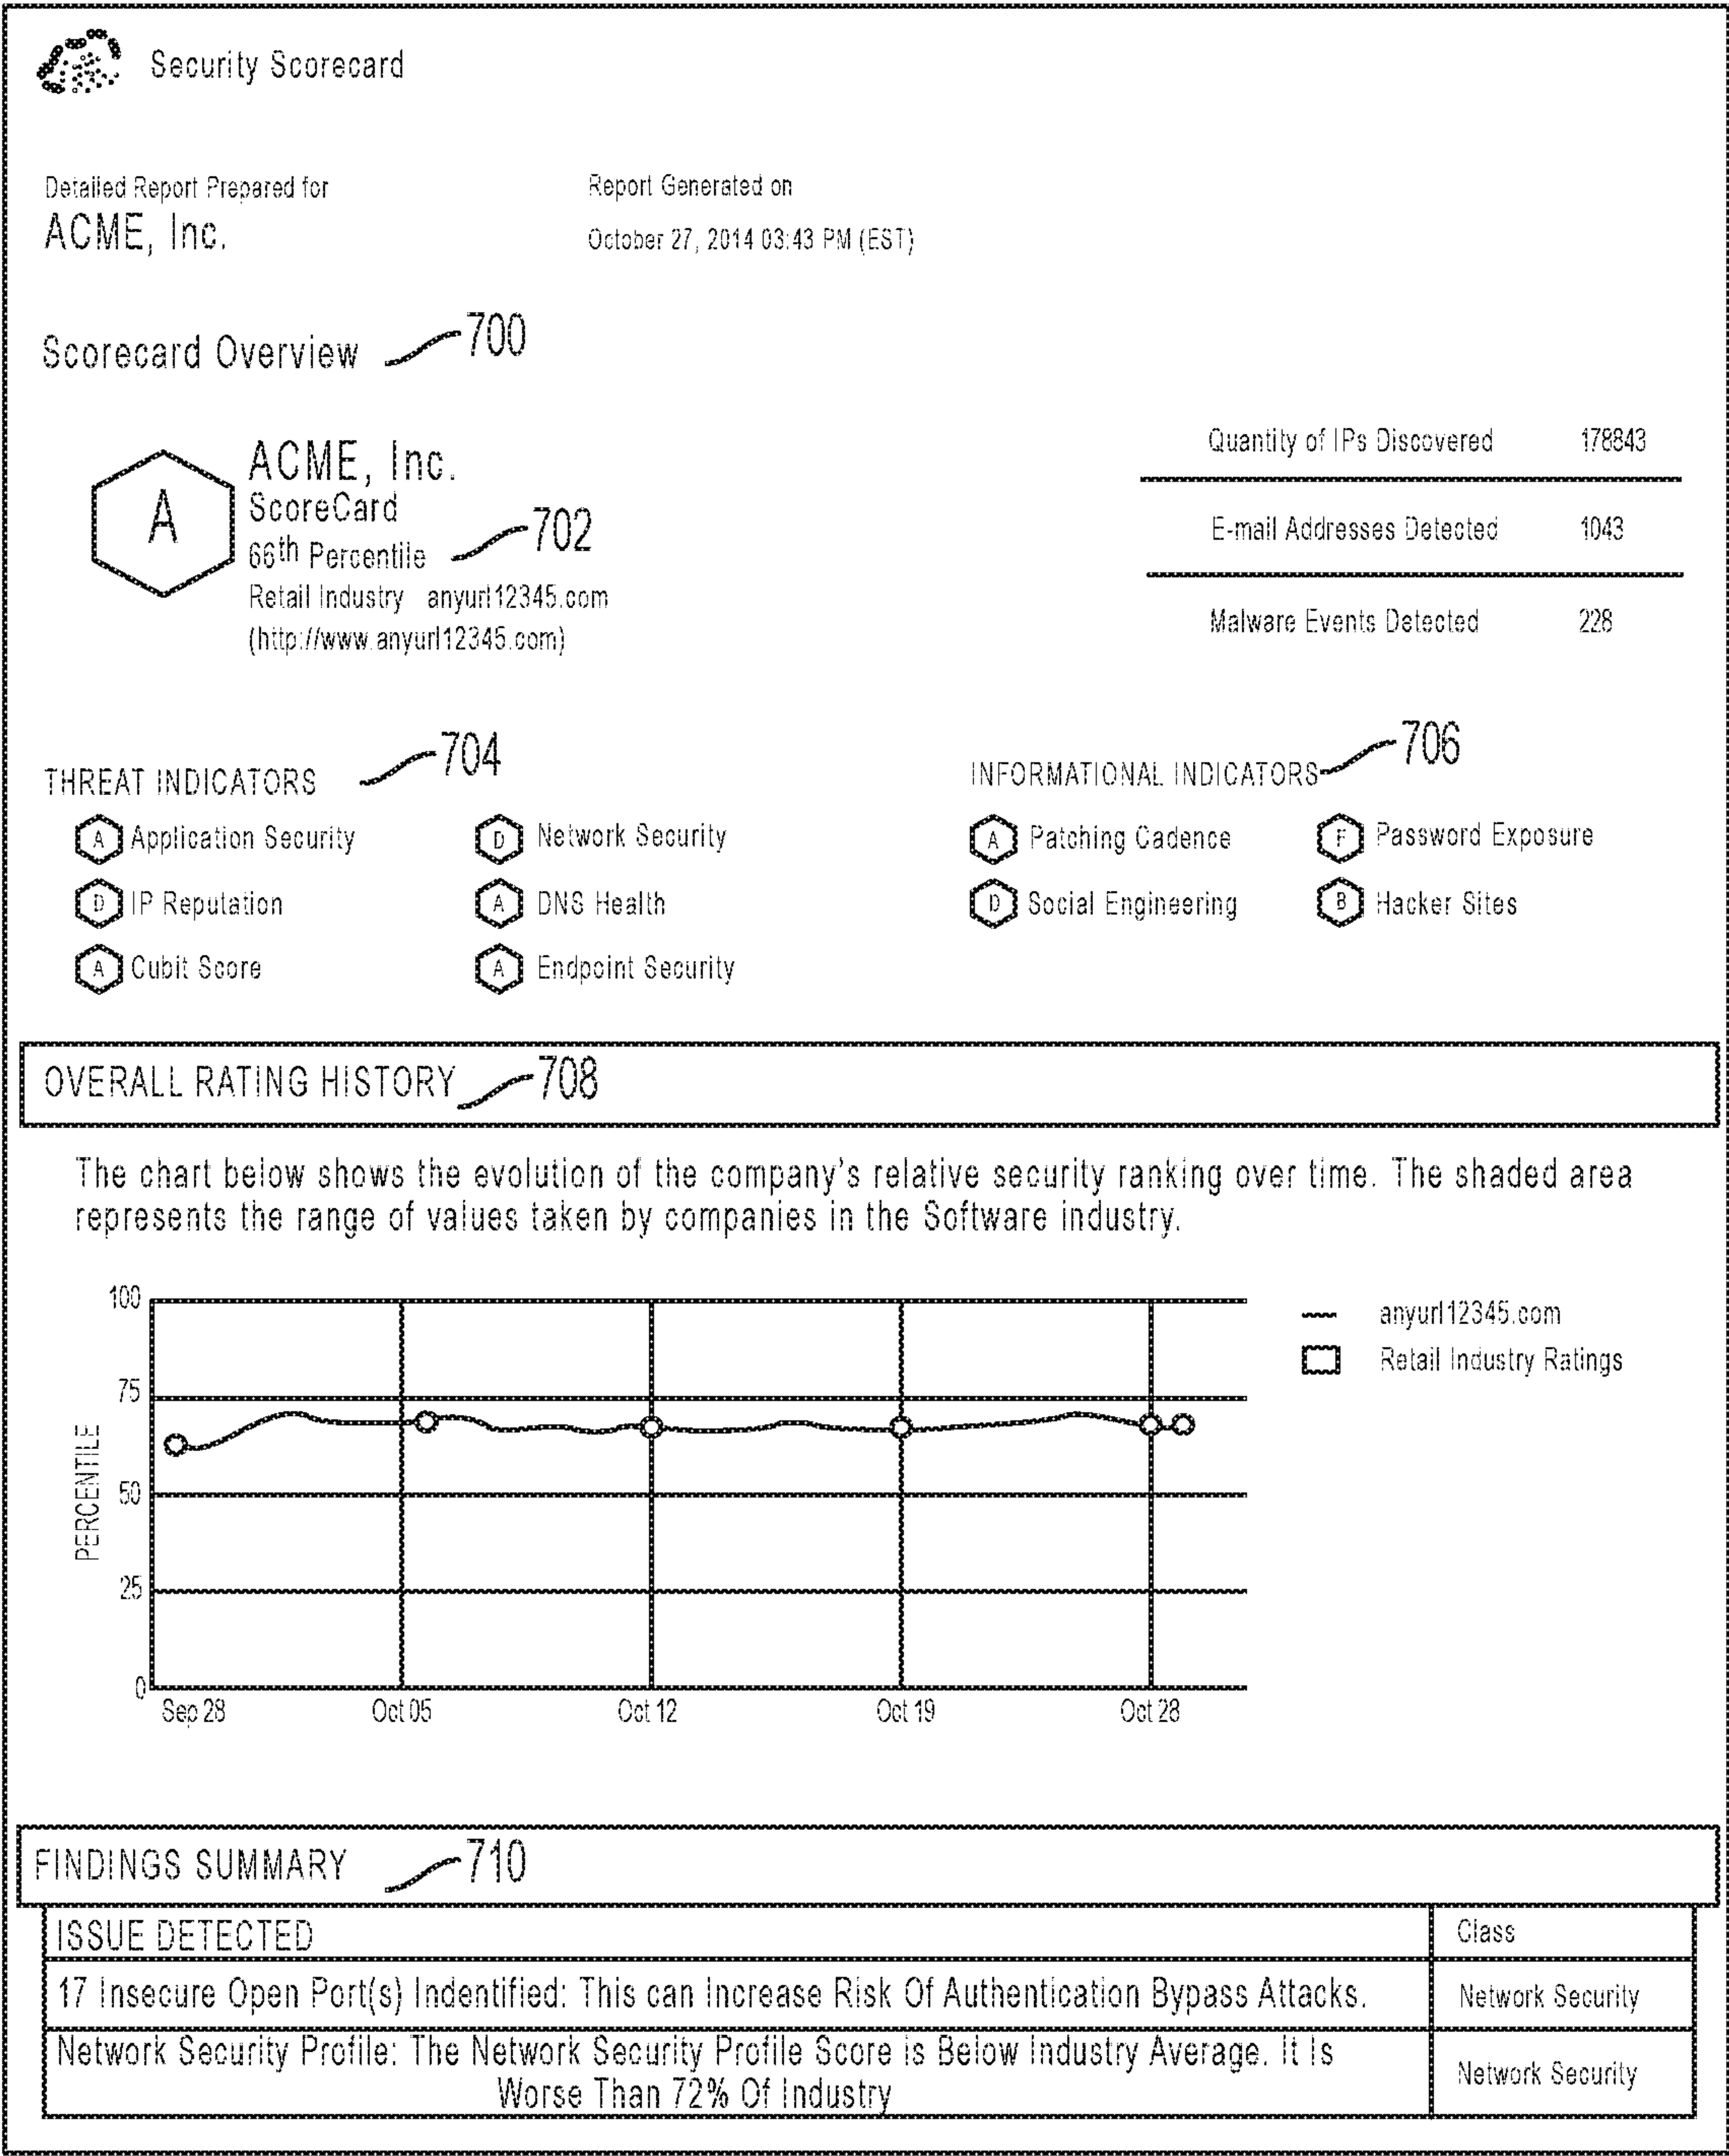 Security Scorecard
Detailed Report Prepared for
ACME, Inc.
Report Generated on
October 27, 2014 03:43 PM (EST)
Scorecard Overview 700
A
ACME, Inc.
ScoreCard
66th Percentile 702
Retail Industry anyurl12345.com
(http://www.anyurl12345.com)
Quantity of IPs Discovered 178843
E-mail Addresses Detected 1043
Malware Events Detected 228
THREAT INDICATORS 704
A Application Security D Network Security
D IP Reputation A DNS Health
A Cubit Score A Endpoint Security
INFORMATIONAL INDICATORS 706
A Patching Cadence F Password Exposure
D Social Engineering B Hacker Sites
OVERALL RATING HISTORY 708
The chart below shows the evolution of the company's relative security ranking over time. The shaded area
represents the range of values taken by companies in the Software industry.
PERCENTILE
100
75
50
25
0
Sep 28 Oct 05 Oct 12 Oct 19 Oct 28
anyurl12345.com
Retail Industry Ratings
FINDINGS SUMMARY 710
ISSUE DETECTED Class
17 Insecure Open Port(s) Indentified: This can Increase Risk Of Authentication Bypass Attacks. Network Security
Network Security Profile: The Network Security Profile Score is Below Industry Average. It Is
Worse Than 72% Of Industry Network Security